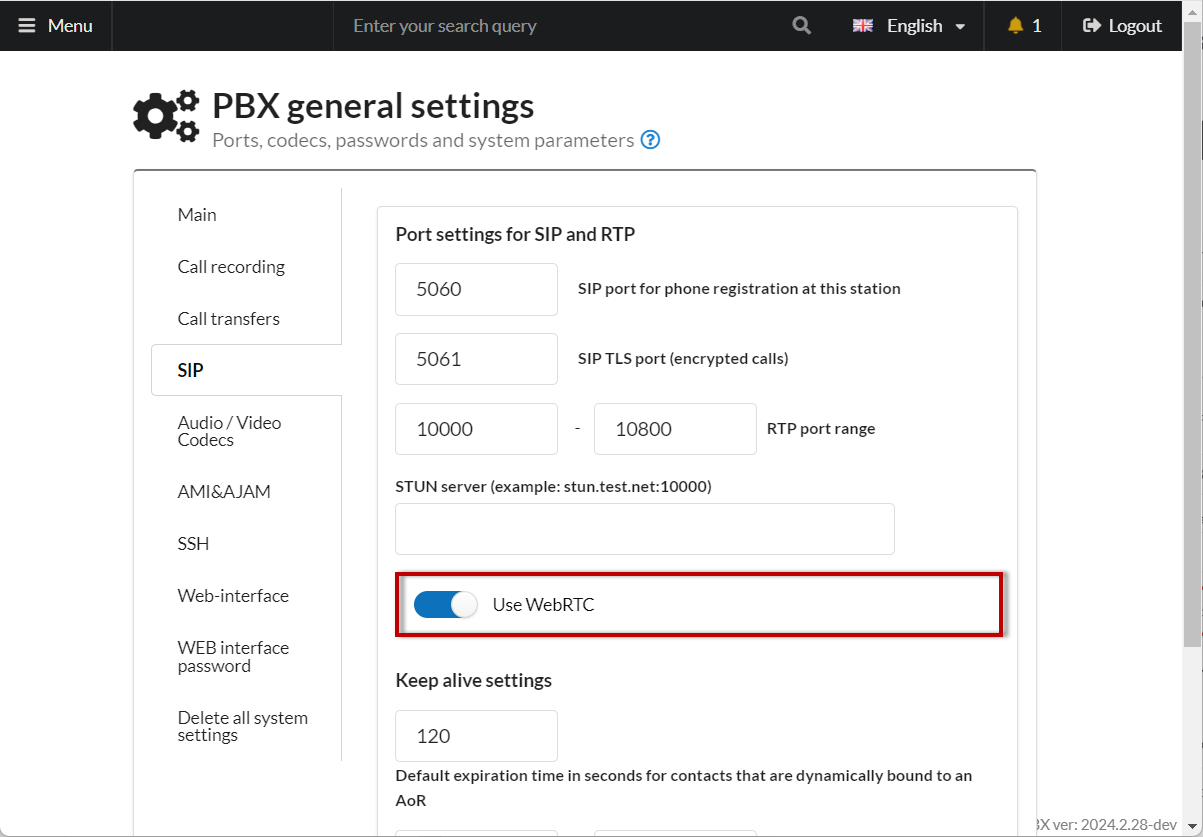 Menu
Enter your search query
English
1
Logout
PBX general settings
Ports, codecs, passwords and system parameters
Main
Call recording
Call transfers
SIP
Audio / Video
Codecs
AMI&AJAM
SSH
Web-interface
WEB interface
password
Delete all system
settings
Port settings for SIP and RTP
5060 SIP port for phone registration at this station
5061 SIP TLS port (encrypted calls)
10000 - 10800 RTP port range
STUN server (example: stun.test.net:10000)
Use WebRTC
Keep alive settings
120
Default expiration time in seconds for contacts that are dynamically bound to an
AoR
ver: 2024.2.28-dev